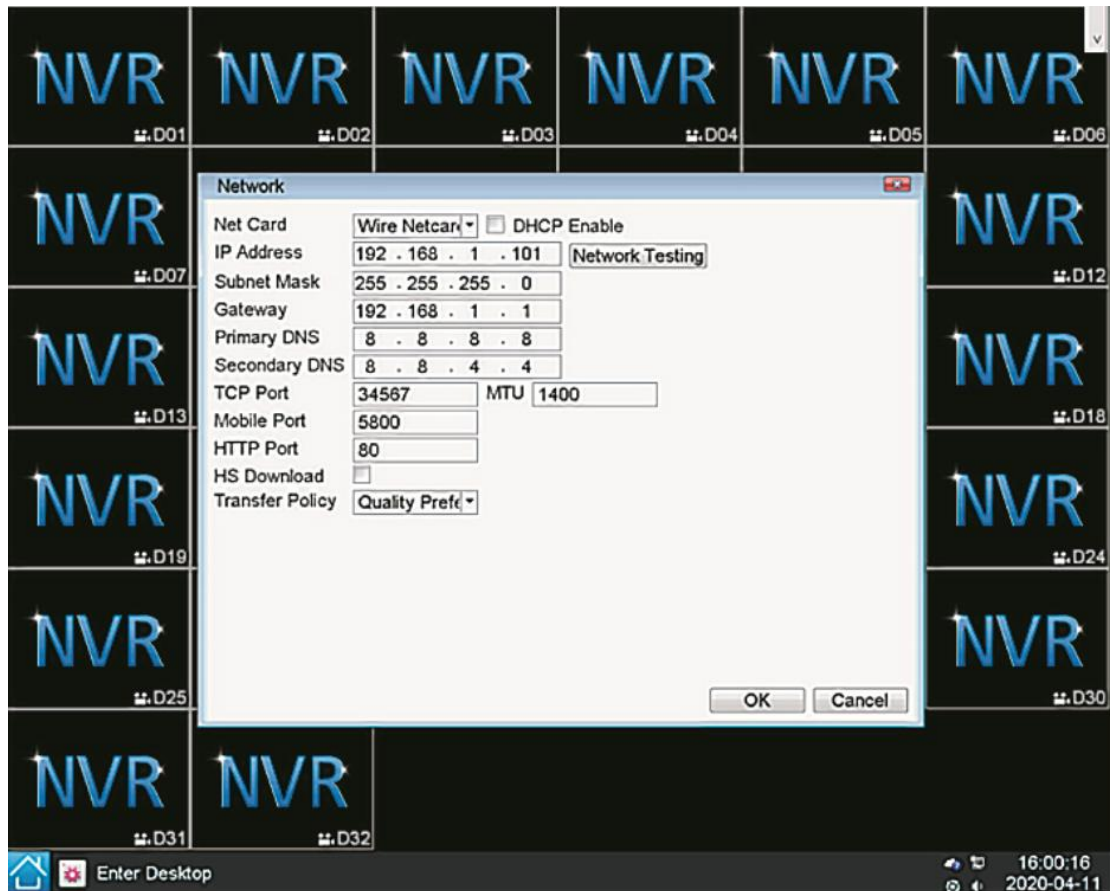 NVR NVR NVR NVR NVR NVR
D01 D02 D03 D04 D05 D06
Network
NVR NVR
Net Card Wire Netcar DHCP Enable
IP Address 192 . 168 . 1 . 101 Network Testing
D07 D12
Subnet Mask 255 . 255 . 255 . 0
Gateway 192 . 168 . 1 . 1
Primary DNS 8 . 8 . 8 . 8
NVR NVR
Secondary DNS 8 . 8 . 4 . 4
TCP Port 34567 MTU 1400
D13 D18
Mobile Port 5800
HTTP Port 80
HS Download
Transfer Policy Quality Prefe
NVR NVR
D19 D24
NVR NVR
D25 D30
OK Cancel
NVR NVR
D31 D32
Enter Desktop
16:00:16
2020-04-11